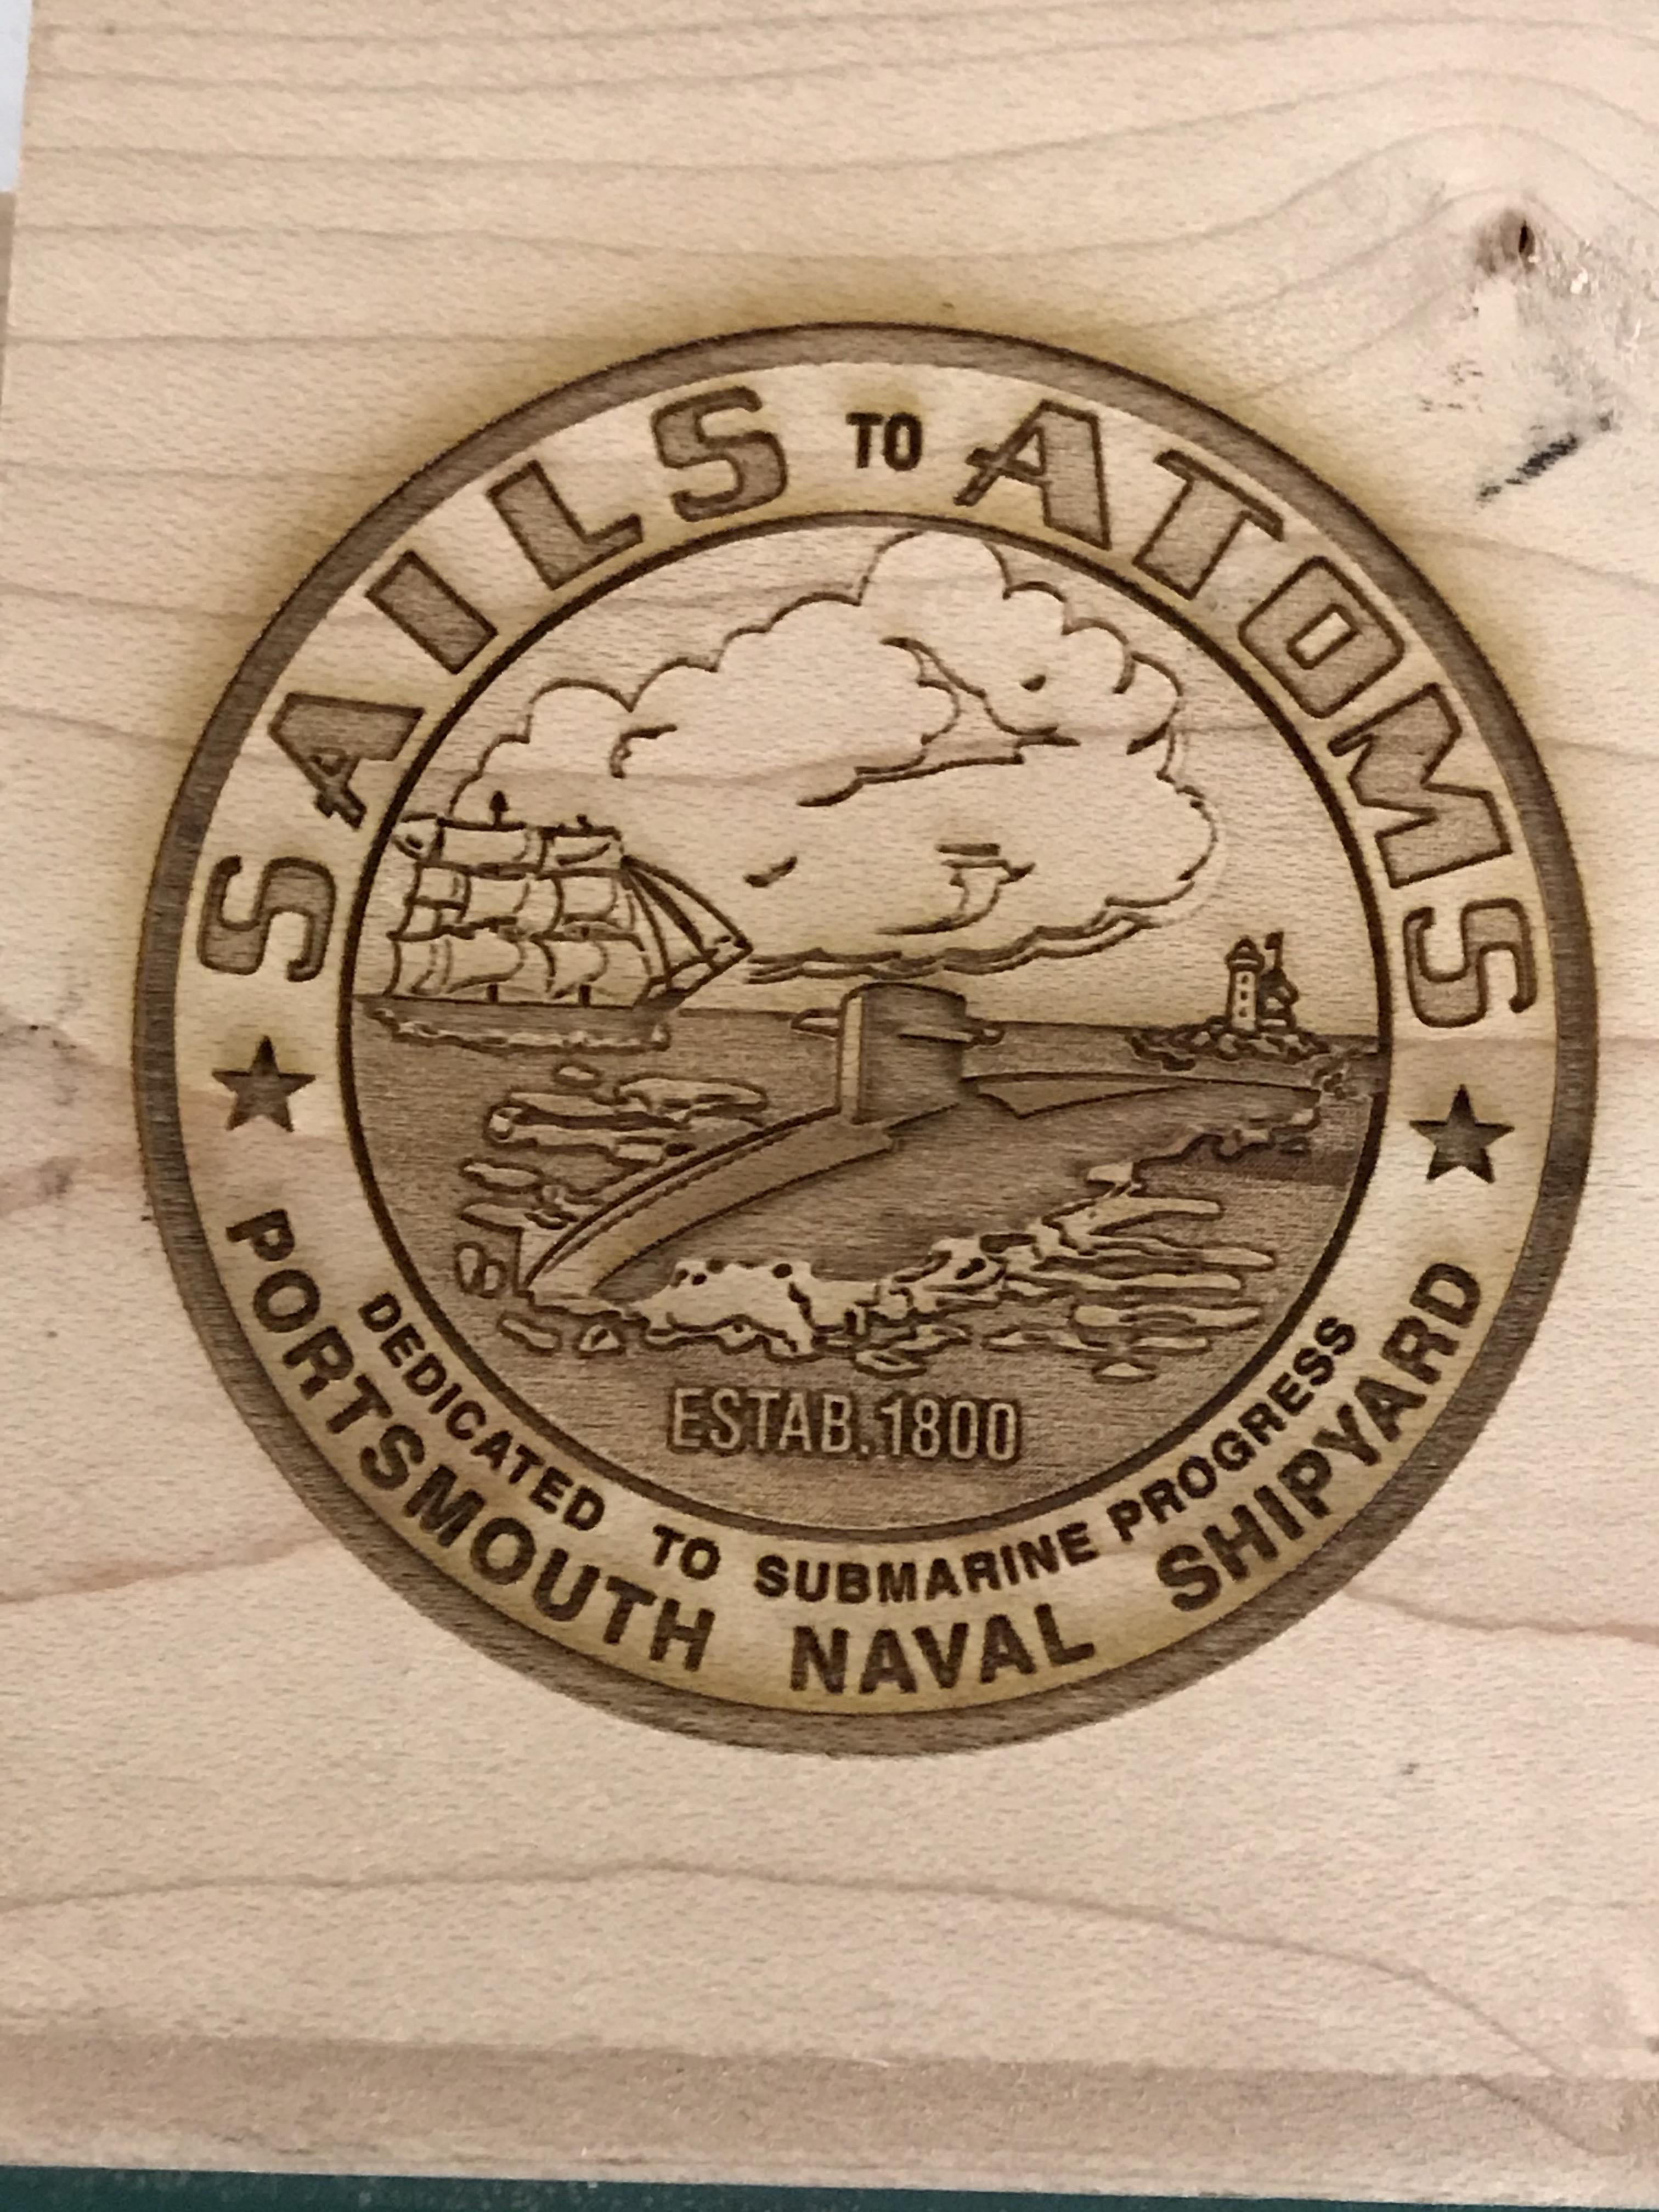 SAILS TO ATOMS
ESTAB.1800
DEDICATED TO SUBMARINE PROGRESS
PORTSMOUTH NAVAL SHIPYARD